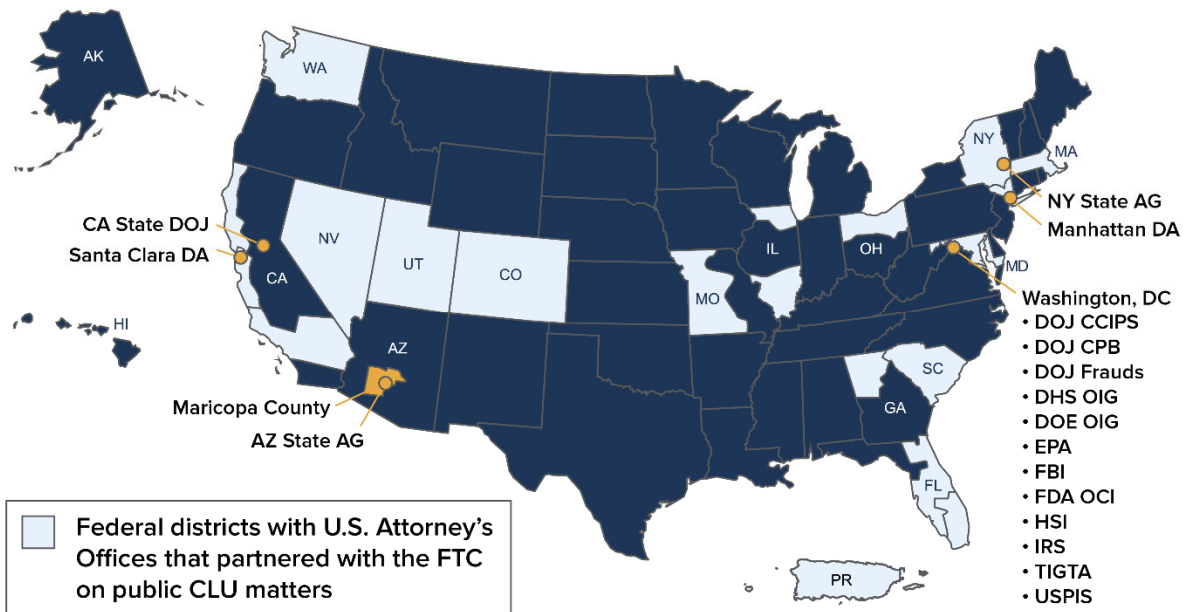 AK
WA
NY
MA
NY State AG
Manhattan DA
CA State DOJ
Santa Clara DA
NV
UT
CO
IL
OH
MD
MO
CA
Washington, DC
• DOJ CCIPS
• DOJ CPB
• DOJ Frauds
• DHS OIG
• DOE OIG
• EPA
• FBI
• FDA OCI
• HSI
• IRS
• TIGTA
• USPIS
HI
AZ
SC
GA
Maricopa County
AZ State AG
FL
PR
Federal districts with U.S. Attorney's
Offices that partnered with the FTC
on public CLU matters